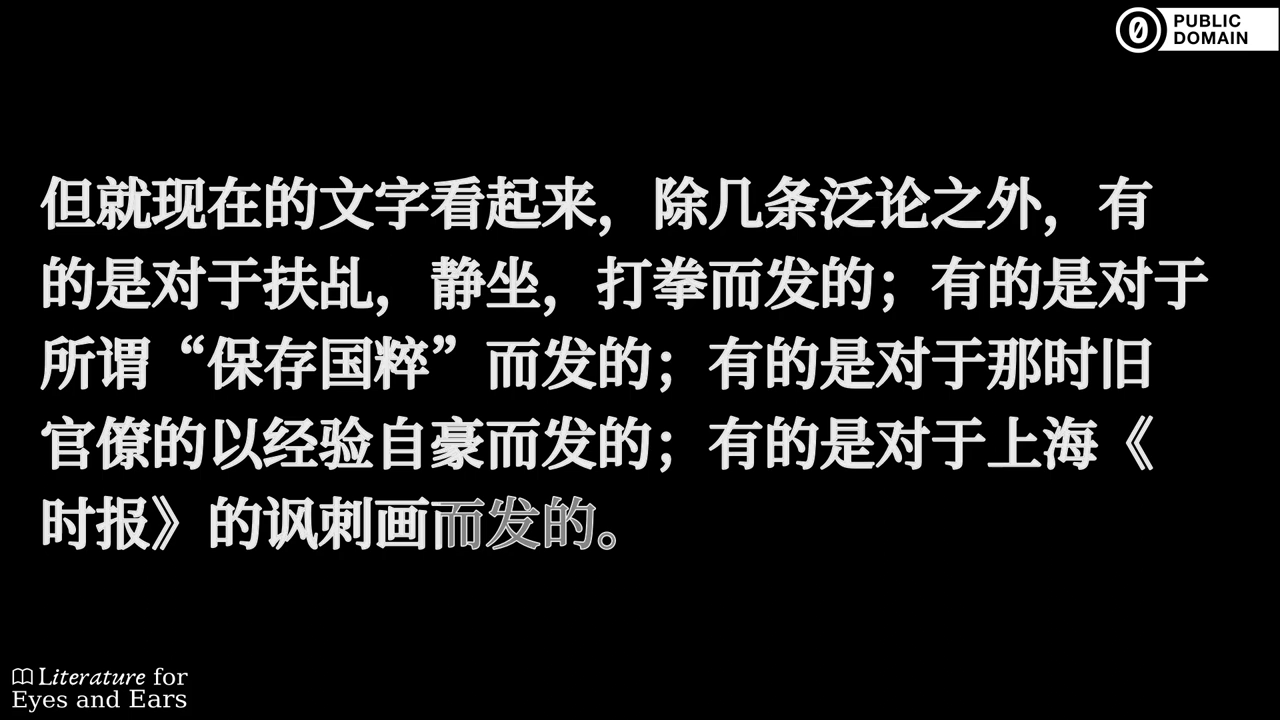 PUBLIC
DOMAIN
但就现在的文字看起来，除几条泛论之外，有
的是对于扶乩，静坐，打拳而发的；有的是对于
所谓“保存国粹”而发的；有的是对于那时旧
官僚的以经验自豪而发的；有的是对于上海《
时报》的讽刺画而发的。
Literature for
Eyes and Ears